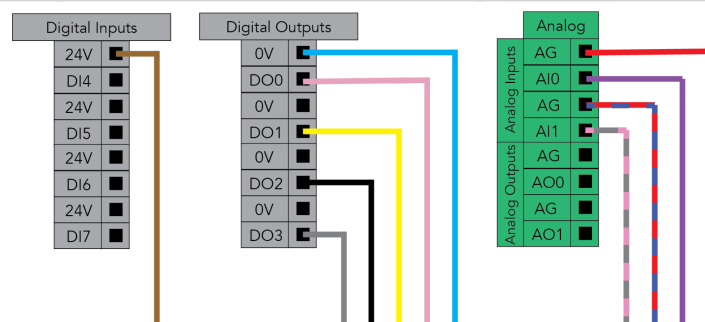 Digital Inputs
24V
DI4
24V
DI5
24V
DI6
24V
DI7
Digital Outputs
0V
DO0
0V
DO1
0V
DO2
0V
DO3
Analog
Analog Inputs
AG
AI0
AG
AI1
Analog Outputs
AG
AO0
AG
AO1